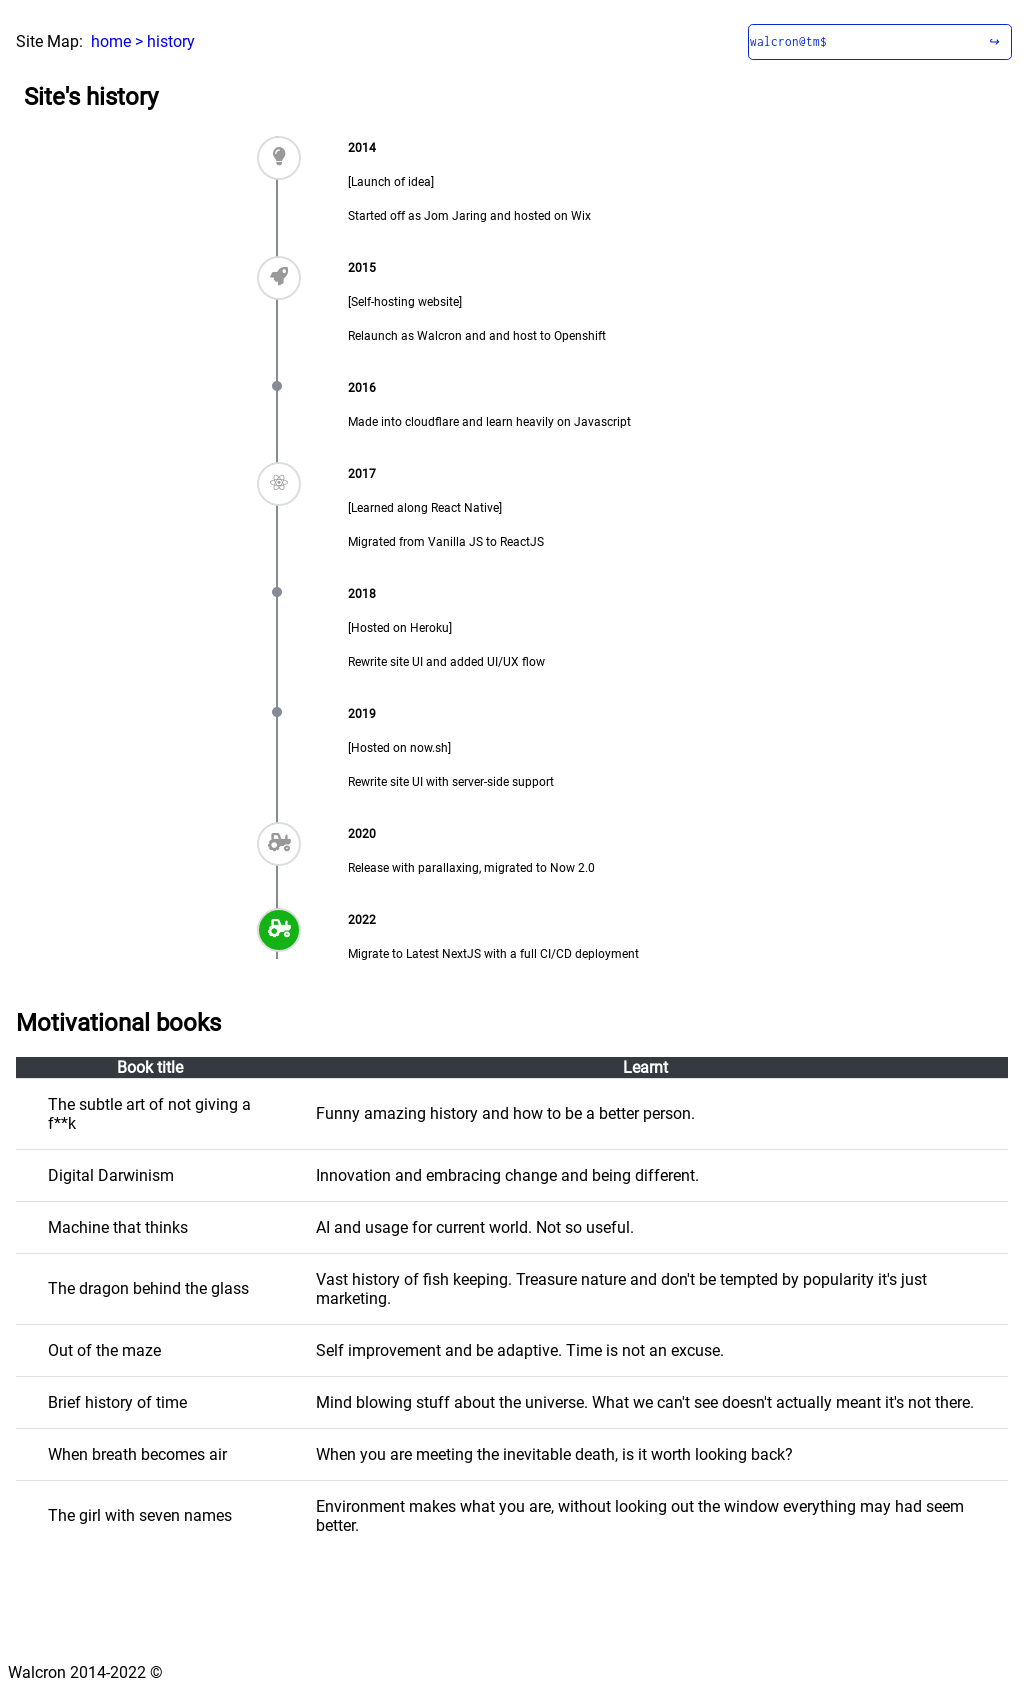 Site Map: home > history
walcron@tm$ ↪
Site's history
2014
[Launch of idea]
Started off as Jom Jaring and hosted on Wix
2015
[Self-hosting website]
Relaunch as Walcron and and host to Openshift
2016
Made into cloudflare and learn heavily on Javascript
2017
[Learned along React Native]
Migrated from Vanilla JS to ReactJS
2018
[Hosted on Heroku]
Rewrite site UI and added UI/UX flow
2019
[Hosted on now.sh]
Rewrite site UI with server-side support
2020
Release with parallaxing, migrated to Now 2.0
2022
Migrate to Latest NextJS with a full CI/CD deployment
Motivational books
Book title Learnt
The subtle art of not giving a
f**k
Funny amazing history and how to be a better person.
Digital Darwinism
Innovation and embracing change and being different.
Machine that thinks
AI and usage for current world. Not so useful.
The dragon behind the glass
Vast history of fish keeping. Treasure nature and don't be tempted by popularity it's just
marketing.
Out of the maze
Self improvement and be adaptive. Time is not an excuse.
Brief history of time
Mind blowing stuff about the universe. What we can't see doesn't actually meant it's not there.
When breath becomes air
When you are meeting the inevitable death, is it worth looking back?
The girl with seven names
Environment makes what you are, without looking out the window everything may had seem
better.
Walcron 2014-2022 ©